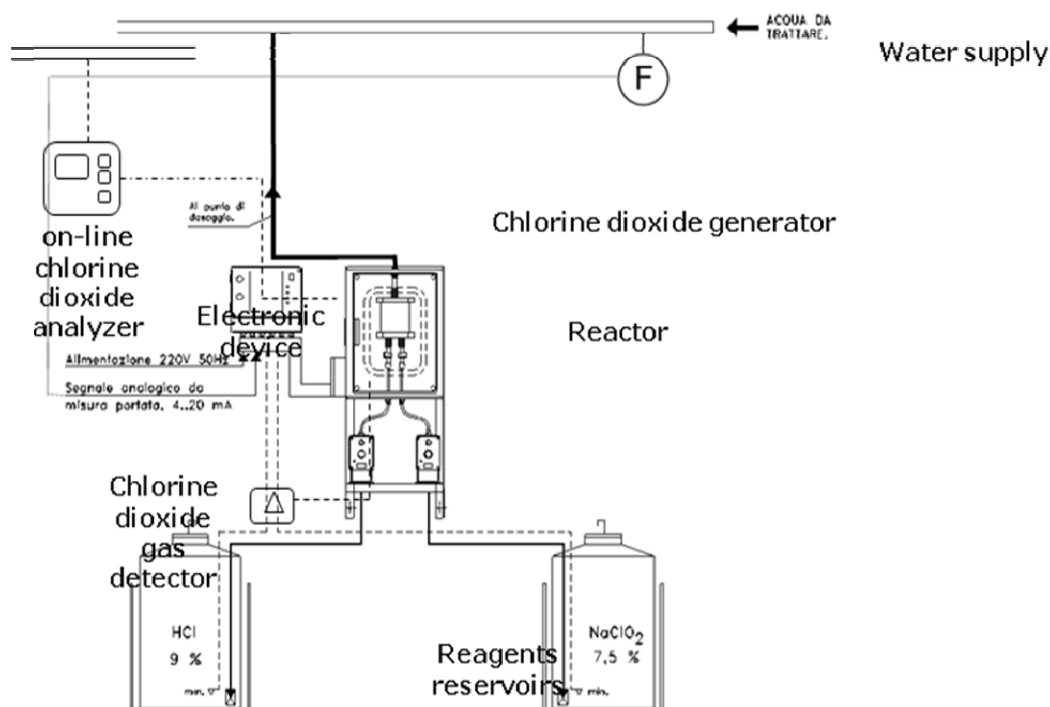 ACQUA DA
TRATTARE.
Water supply
F
Al punto di
dosaggio.
Chlorine dioxide generator
on-line
chlorine
dioxide
analyzer
Electronic
device
Reactor
Alimentazione 220V 50Hz
Segnale analogico da
misura portata, 4..20 mA
Chlorine
dioxide
gas
detector
HCl
9 %
min.
Reagents
reservoirs
NaClO₂
7,5 %
min.